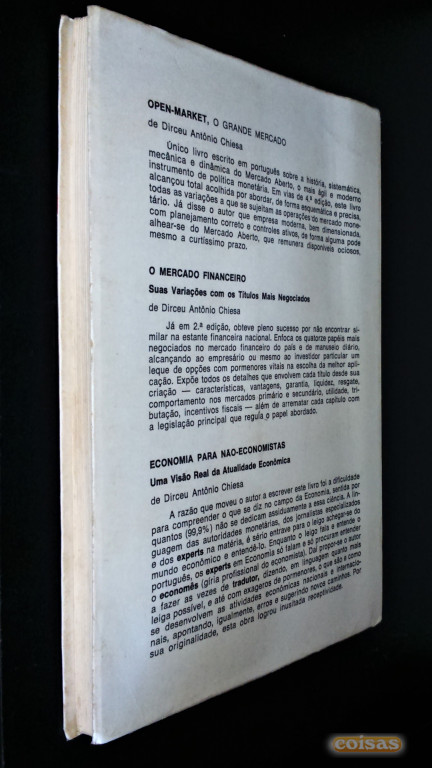 OPEN-MARKET, O GRANDE MERCADO
de Dirceu Antônio Chiesa
Único livro escrito em português sobre a história, sistemática,
mecânica e dinâmica do Mercado Aberto, o mais ágil e moderno
instrumento de política monetária. Em vias de 4.ª edição, este livro
alcançou total acolhida por abordar, de forma esquemática e precisa,
todas as variações a que se sujeitam as operações do mercado mone-
tário. Já disse o autor que empresa moderna, bem dimensionada,
com planejamento correto e controles ativos, de forma alguma pode
alhear-se do Mercado Aberto, que remunera disponíveis ociosos,
mesmo a curtíssimo prazo.
O MERCADO FINANCEIRO
Suas Variações com os Títulos Mais Negociados
de Dirceu Antônio Chiesa
Já em 2.ª edição, obteve pleno sucesso por não encontrar si-
milar na estante financeira nacional. Enfoca os quatorze papéis mais
negociados no mercado financeiro do país e de manuseio diário,
alcançando ao empresário ou mesmo ao investidor particular um
leque de opções com pormenores vitais na escolha da melhor apli-
cação. Expõe todos os detalhes que envolvem cada título desde sua
criação — características, vantagens, garantia, liquidez, resgate,
comportamento nos mercados primário e secundário, utilidade, tri-
butação, incentivos fiscais — além de arrematar cada capítulo com
a legislação principal que regula o papel abordado.
ECONOMIA PARA NÃO-ECONOMISTAS
Uma Visão Real da Atualidade Econômica
de Dirceu Antônio Chiesa
A razão que moveu o autor a escrever este livro foi a dificuldade
para compreender o que se diz no campo da Economia, sentida por
quantos (99,9%) não se dedicam assiduamente a essa ciência. A lin-
guagem das autoridades monetárias, dos jornalistas especializados
e dos experts na matéria, é sério entrave para o leigo achegar-se do
mundo econômico e entendê-lo. Enquanto o leigo fala e entende o
português, os experts em Economia só falam e só procuram entender
o economês (gíria profissional do economista). Daí propor-se o autor
a fazer as vezes de tradutor, dizendo, em linguagem quanto mais
leiga possível, e até com exageros de pormenores, o que são e como
se desenvolvem as atividades econômicas nacionais e internacio-
nais, apontando, igualmente, erros e sugerindo novos caminhos. Por
sua originalidade, esta obra logrou inusitada receptividade.
coisas